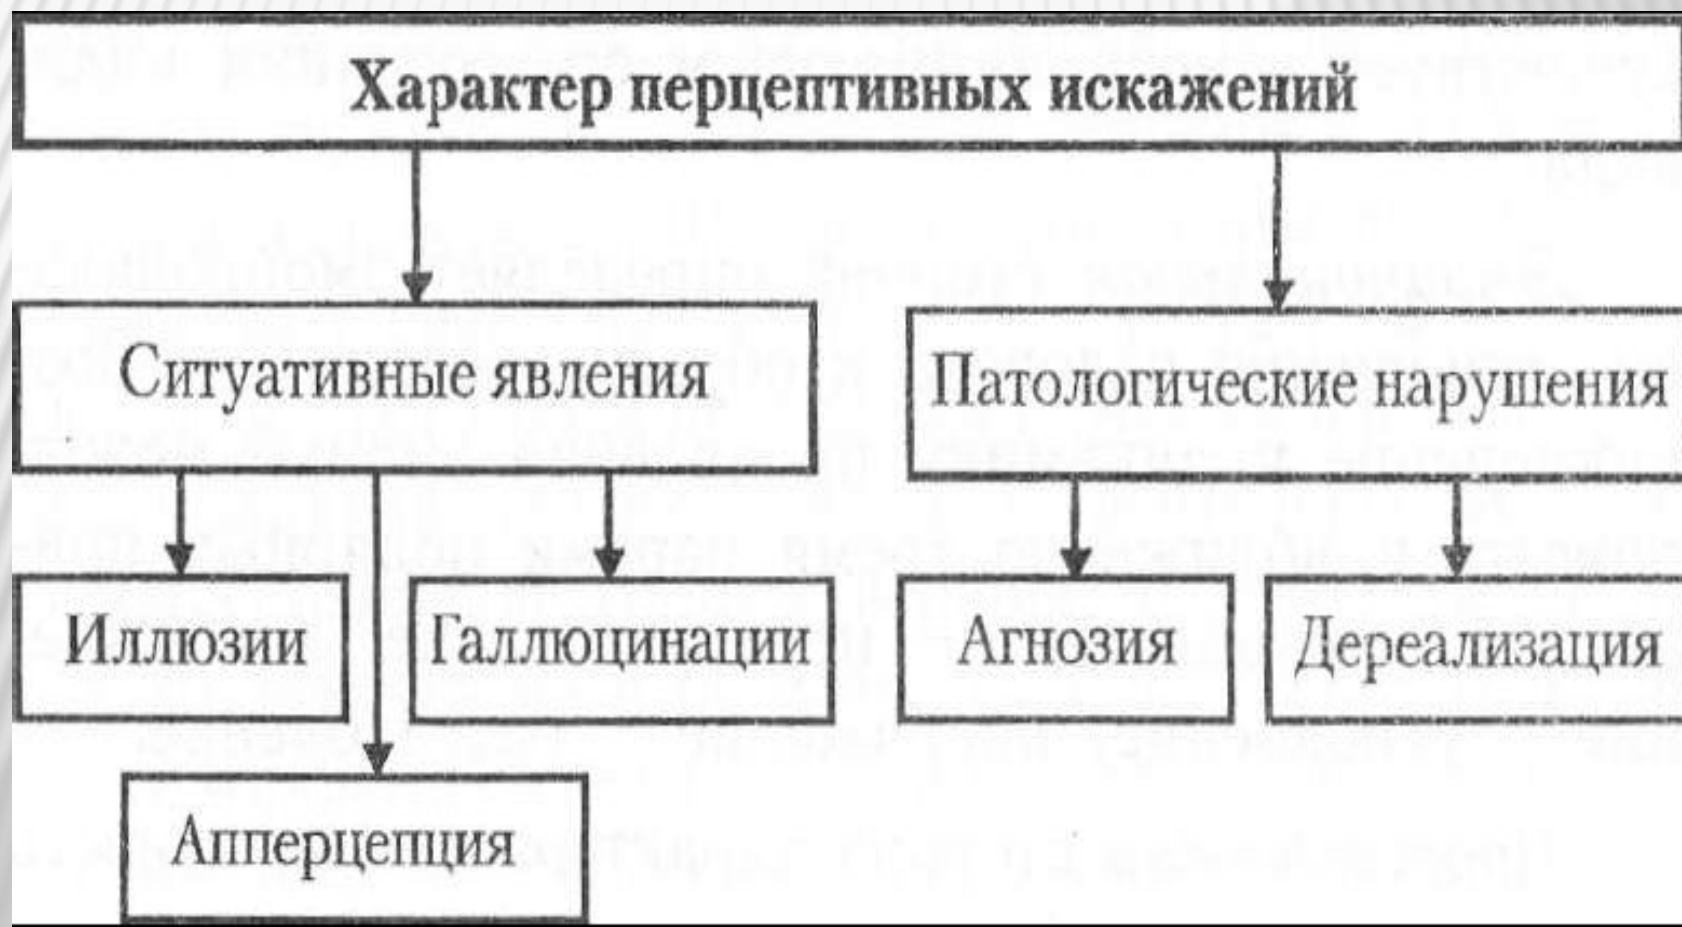 Характер перцептивных искажений
Ситуативные явления
Патологические нарушения
Иллюзии
Галлюцинации
Агнозия
Дереализация
Апперцепция